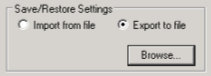 Save/Restore Settings
Import from file Export to file
Browse...